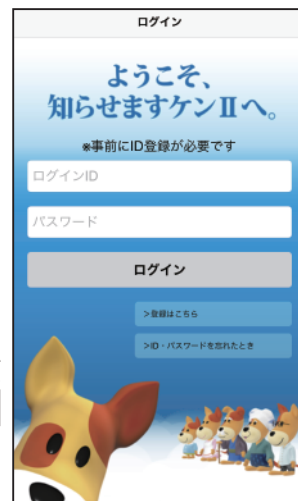 ログイン
ようこそ、
知らせますケンⅡへ。
※事前にID登録が必要です
ログインID
パスワード
ログイン
>登録はこちら
>ID・パスワードを忘れたとき